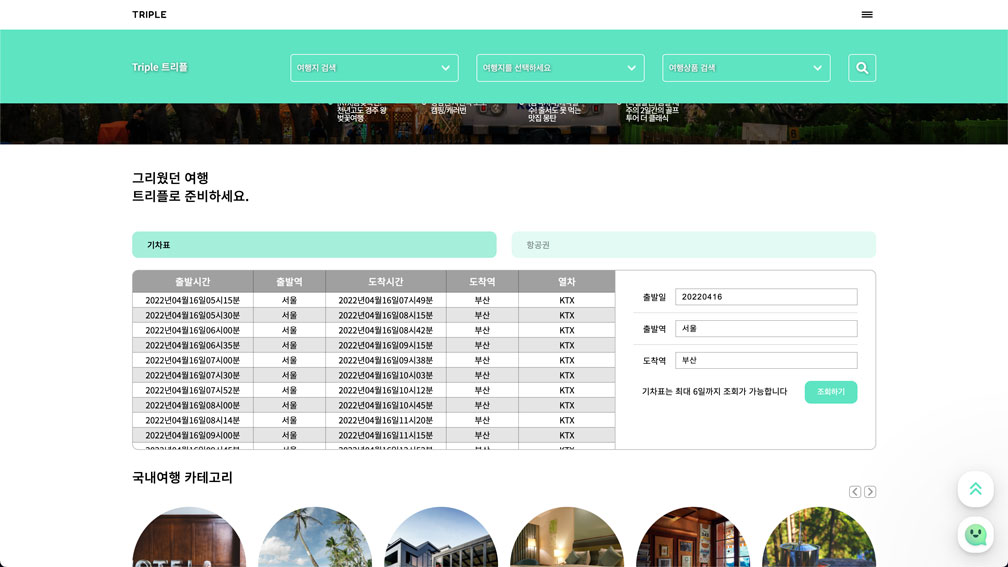 TRIPLE
Triple 트리플
여행지 검색
여행지를 선택하세요
여행상품 검색
천년고도 경주 왕
벚꽃여행
캠핑/캐러반
수! 줄서도 못 먹는
맛집 몽탄
주의 2일간의 골프
투어 더 클래식
그리웠던 여행
트리플로 준비하세요.
기차표
항공권
출발시간 출발역 도착시간 도착역 열차
2022년04월16일05시15분 서울 2022년04월16일07시49분 부산 KTX
2022년04월16일05시30분 서울 2022년04월16일08시15분 부산 KTX
2022년04월16일06시00분 서울 2022년04월16일08시42분 부산 KTX
2022년04월16일06시35분 서울 2022년04월16일09시15분 부산 KTX
2022년04월16일07시00분 서울 2022년04월16일09시38분 부산 KTX
2022년04월16일07시30분 서울 2022년04월16일10시03분 부산 KTX
2022년04월16일07시52분 서울 2022년04월16일10시12분 부산 KTX
2022년04월16일08시00분 서울 2022년04월16일10시45분 부산 KTX
2022년04월16일08시14분 서울 2022년04월16일11시20분 부산 KTX
2022년04월16일09시00분 서울 2022년04월16일11시15분 부산 KTX
출발일 20220416
출발역 서울
도착역 부산
기차표는 최대 6일까지 조회가 가능합니다
조회하기
국내여행 카테고리